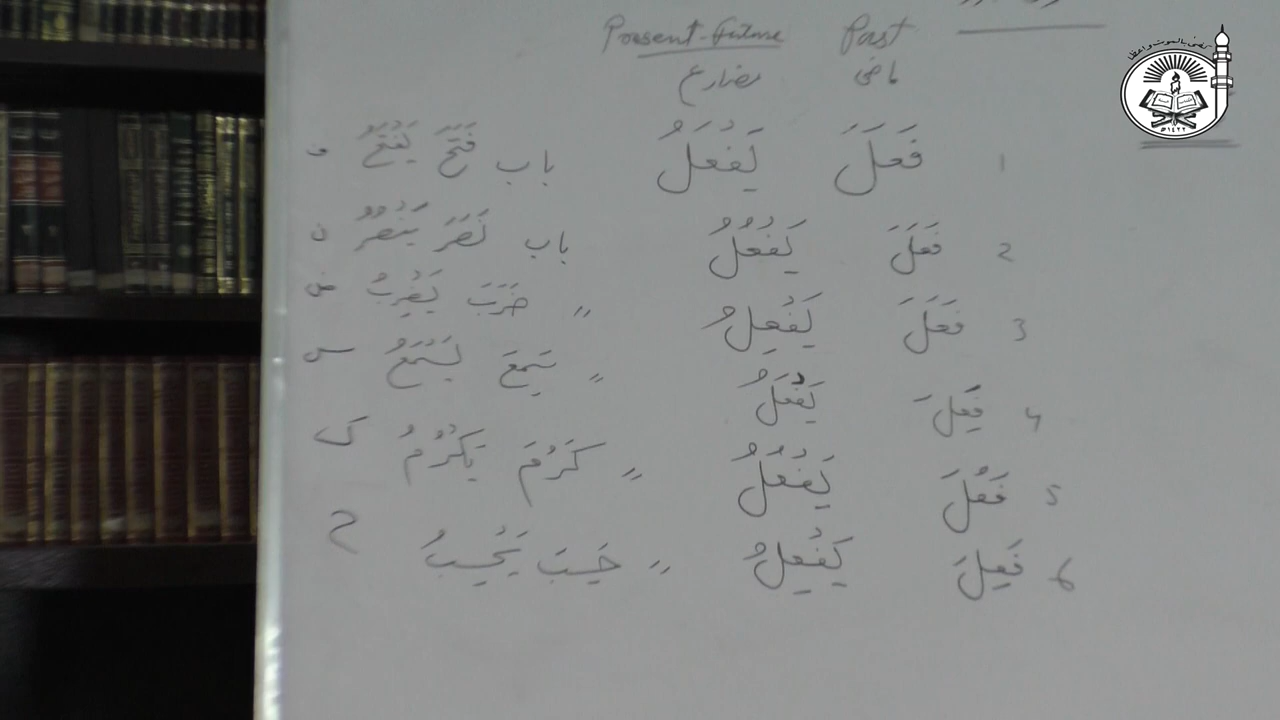 Present-Future Past
مضارع ماضی
1 فَعَلَ يَفْعَلُ باب فَتَحَ يَفْتَحُ ف
2 فَعَلَ يَفْعُلُ باب نَصَرَ يَنْصُرُ ن
3 فَعَلَ يَفْعِلُ 〃 ضَرَبَ يَضْرِبُ ض
4 فَعِلَ يَفْعَلُ 〃 سَمِعَ يَسْمَعُ س
5 فَعُلَ يَفْعُلُ 〃 كَرُمَ يَكْرُمُ ک
6 فَعِلَ يَفْعِلُ 〃 حَسِبَ يَحْسِبُ ح